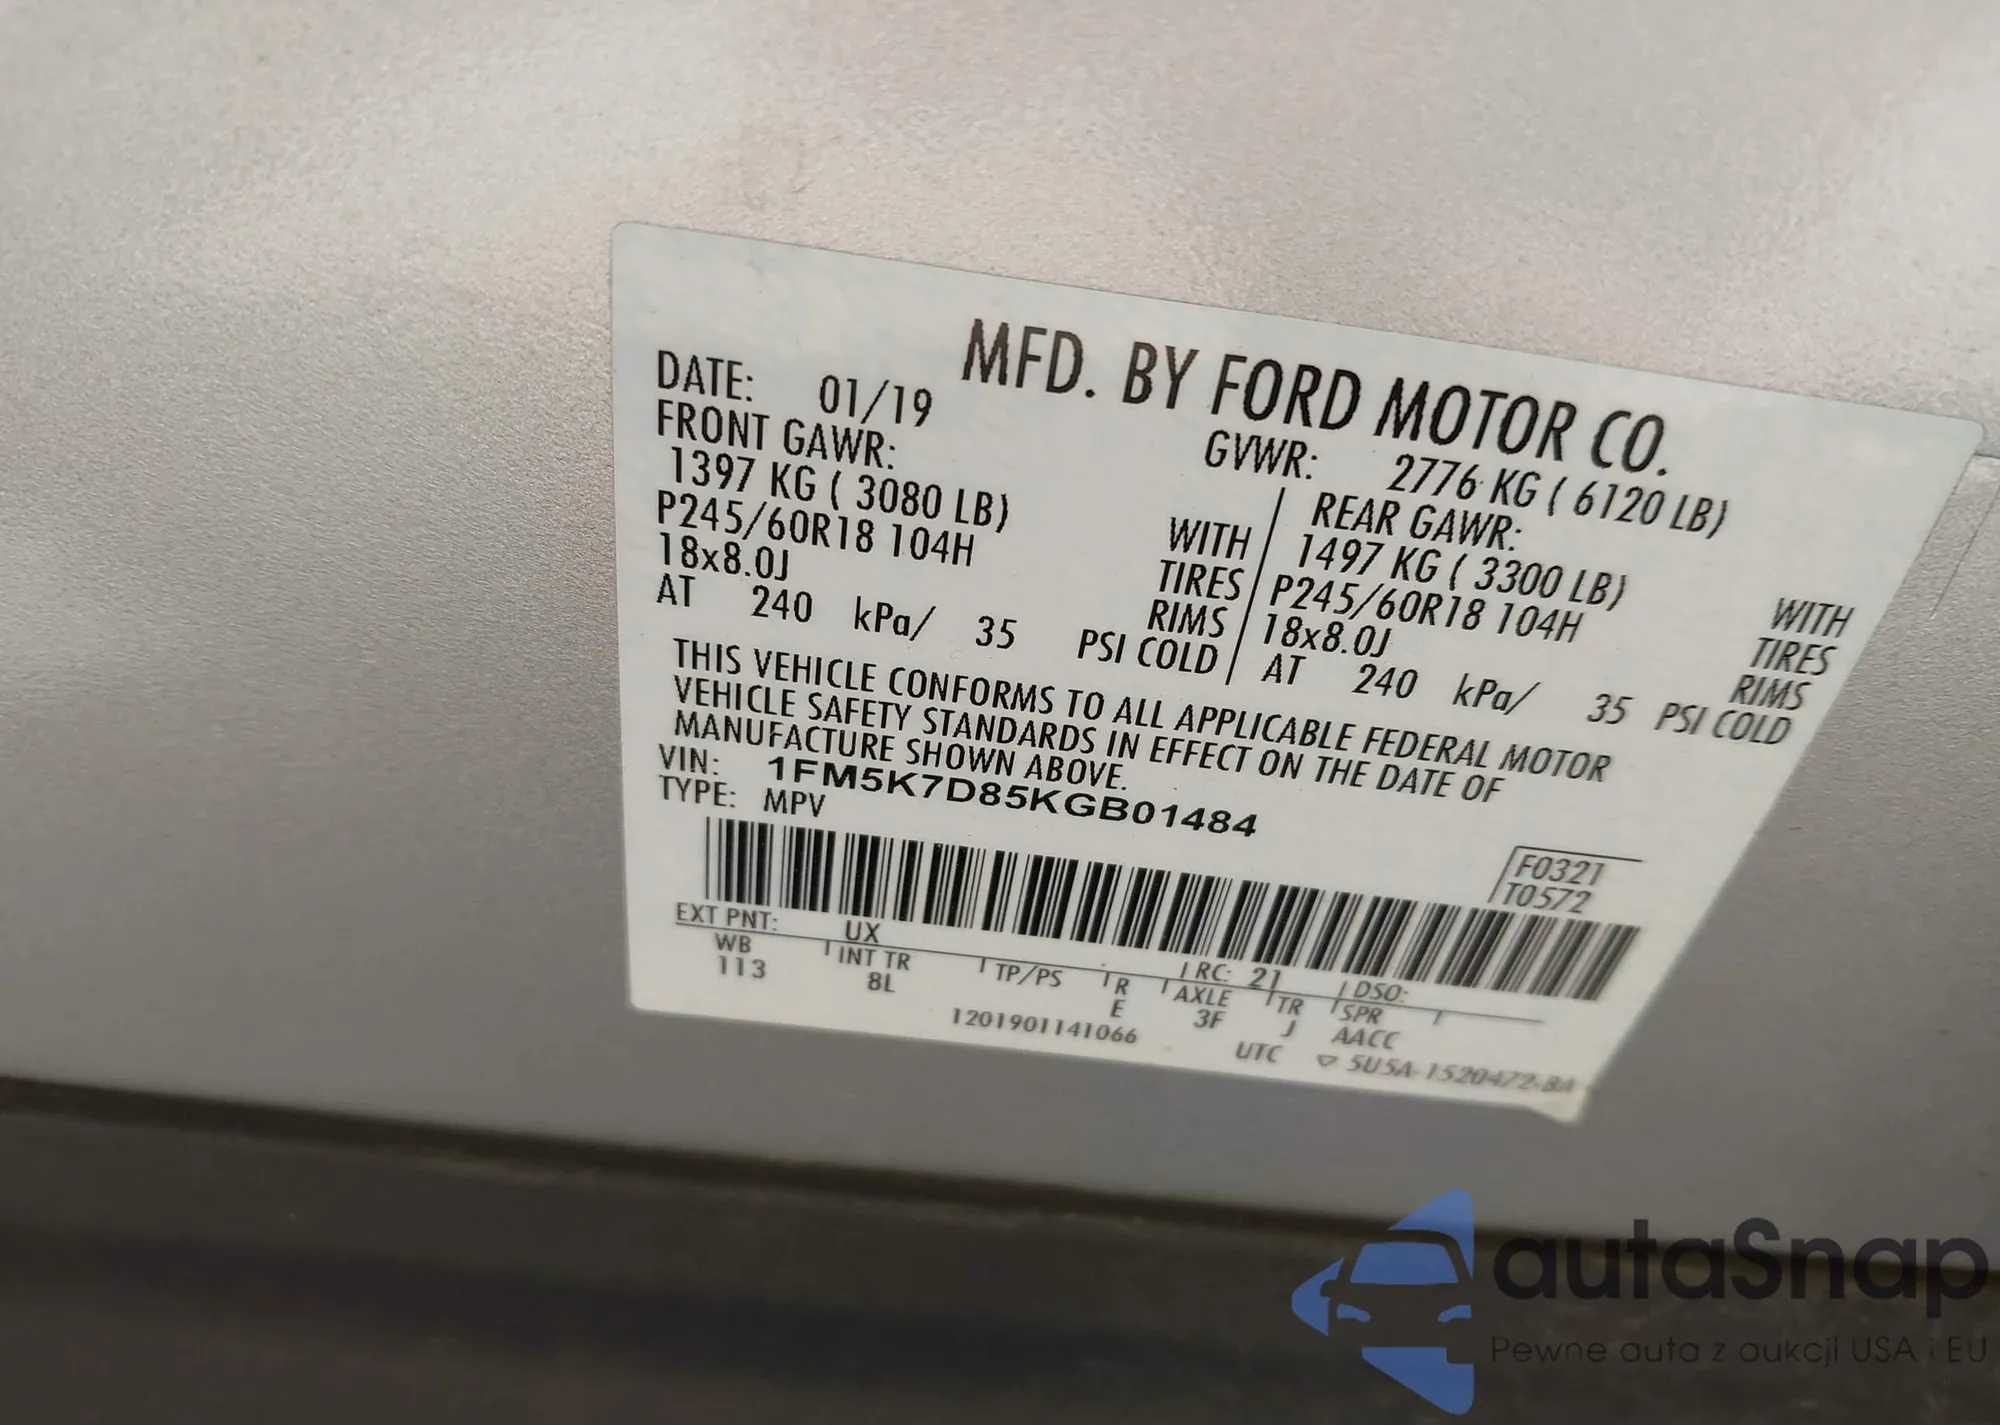 MFD. BY FORD MOTOR CO.
DATE: 01/19 GVWR: 2776 KG ( 6120 LB)
FRONT GAWR: REAR GAWR:
1397 KG ( 3080 LB) WITH 1497 KG ( 3300 LB) WITH
P245/60R18 104H TIRES P245/60R18 104H TIRES
18x8.0J RIMS 18x8.0J RIMS
AT 240 kPa/ 35 PSI COLD AT 240 kPa/ 35 PSI COLD
THIS VEHICLE CONFORMS TO ALL APPLICABLE FEDERAL MOTOR
VEHICLE SAFETY STANDARDS IN EFFECT ON THE DATE OF
MANUFACTURE SHOWN ABOVE.
VIN: 1FM5K7D85KGB01484
TYPE: MPV
F0321
T0572
EXT PNT: UX RC: 21 DSO:
WB INT TR TP/PS R AXLE TR SPR
113 8L E 3F J AACC
1201901141066 UTC ▽ 5U5A-1520472-BA
autaSnap
Pewne auta z aukcji USA i EU